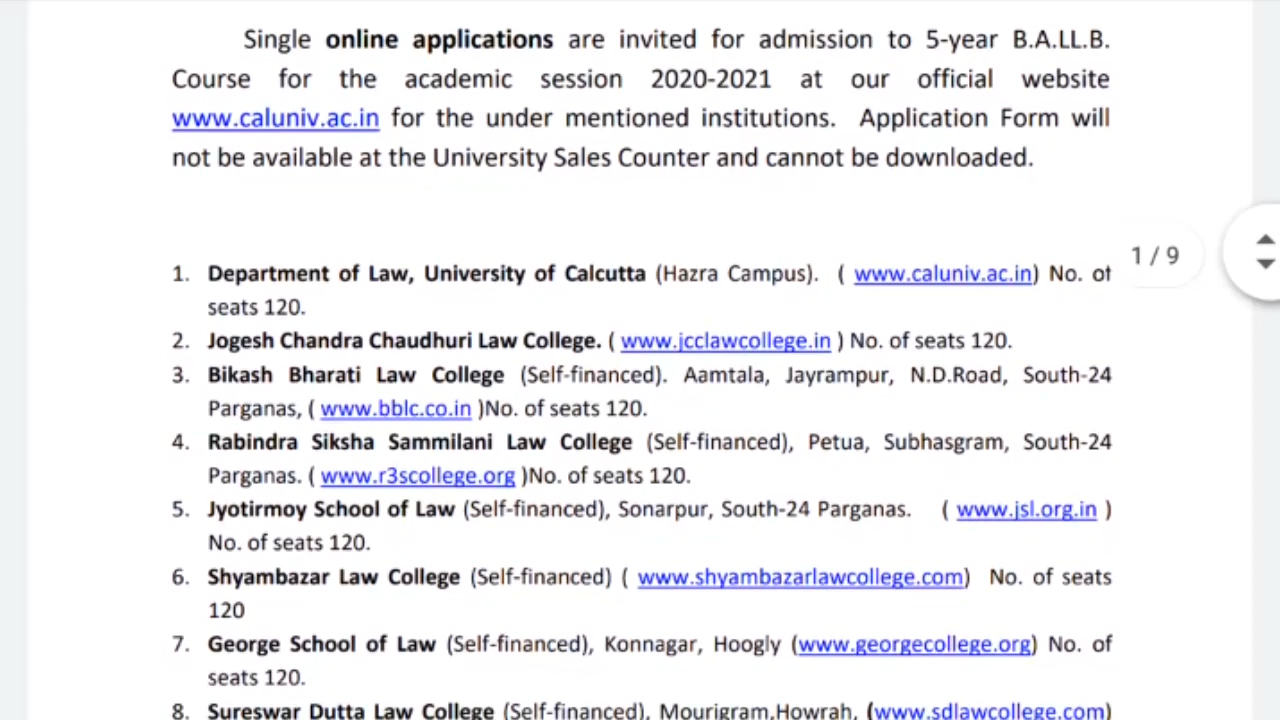 Single online applications are invited for admission to 5-year B.A.LL.B.
Course for the academic session 2020-2021 at our official website
www.caluniv.ac.in for the under mentioned institutions. Application Form will
not be available at the University Sales Counter and cannot be downloaded.
1 / 9
1. Department of Law, University of Calcutta (Hazra Campus). ( www.caluniv.ac.in) No. of
seats 120.
2. Jogesh Chandra Chaudhuri Law College. ( www.jcclawcollege.in ) No. of seats 120.
3. Bikash Bharati Law College (Self-financed). Aamtala, Jayrampur, N.D.Road, South-24
Parganas, ( www.bblc.co.in )No. of seats 120.
4. Rabindra Siksha Sammilani Law College (Self-financed), Petua, Subhasgram, South-24
Parganas. ( www.r3scollege.org )No. of seats 120.
5. Jyotirmoy School of Law (Self-financed), Sonarpur, South-24 Parganas. ( www.jsl.org.in )
No. of seats 120.
6. Shyambazar Law College (Self-financed) ( www.shyambazarlawcollege.com) No. of seats
120
7. George School of Law (Self-financed), Konnagar, Hoogly (www.georgecollege.org) No. of
seats 120.
8. Sureswar Dutta Law College (Self-financed), Mourigram,Howrah, (www.sdlawcollege.com)